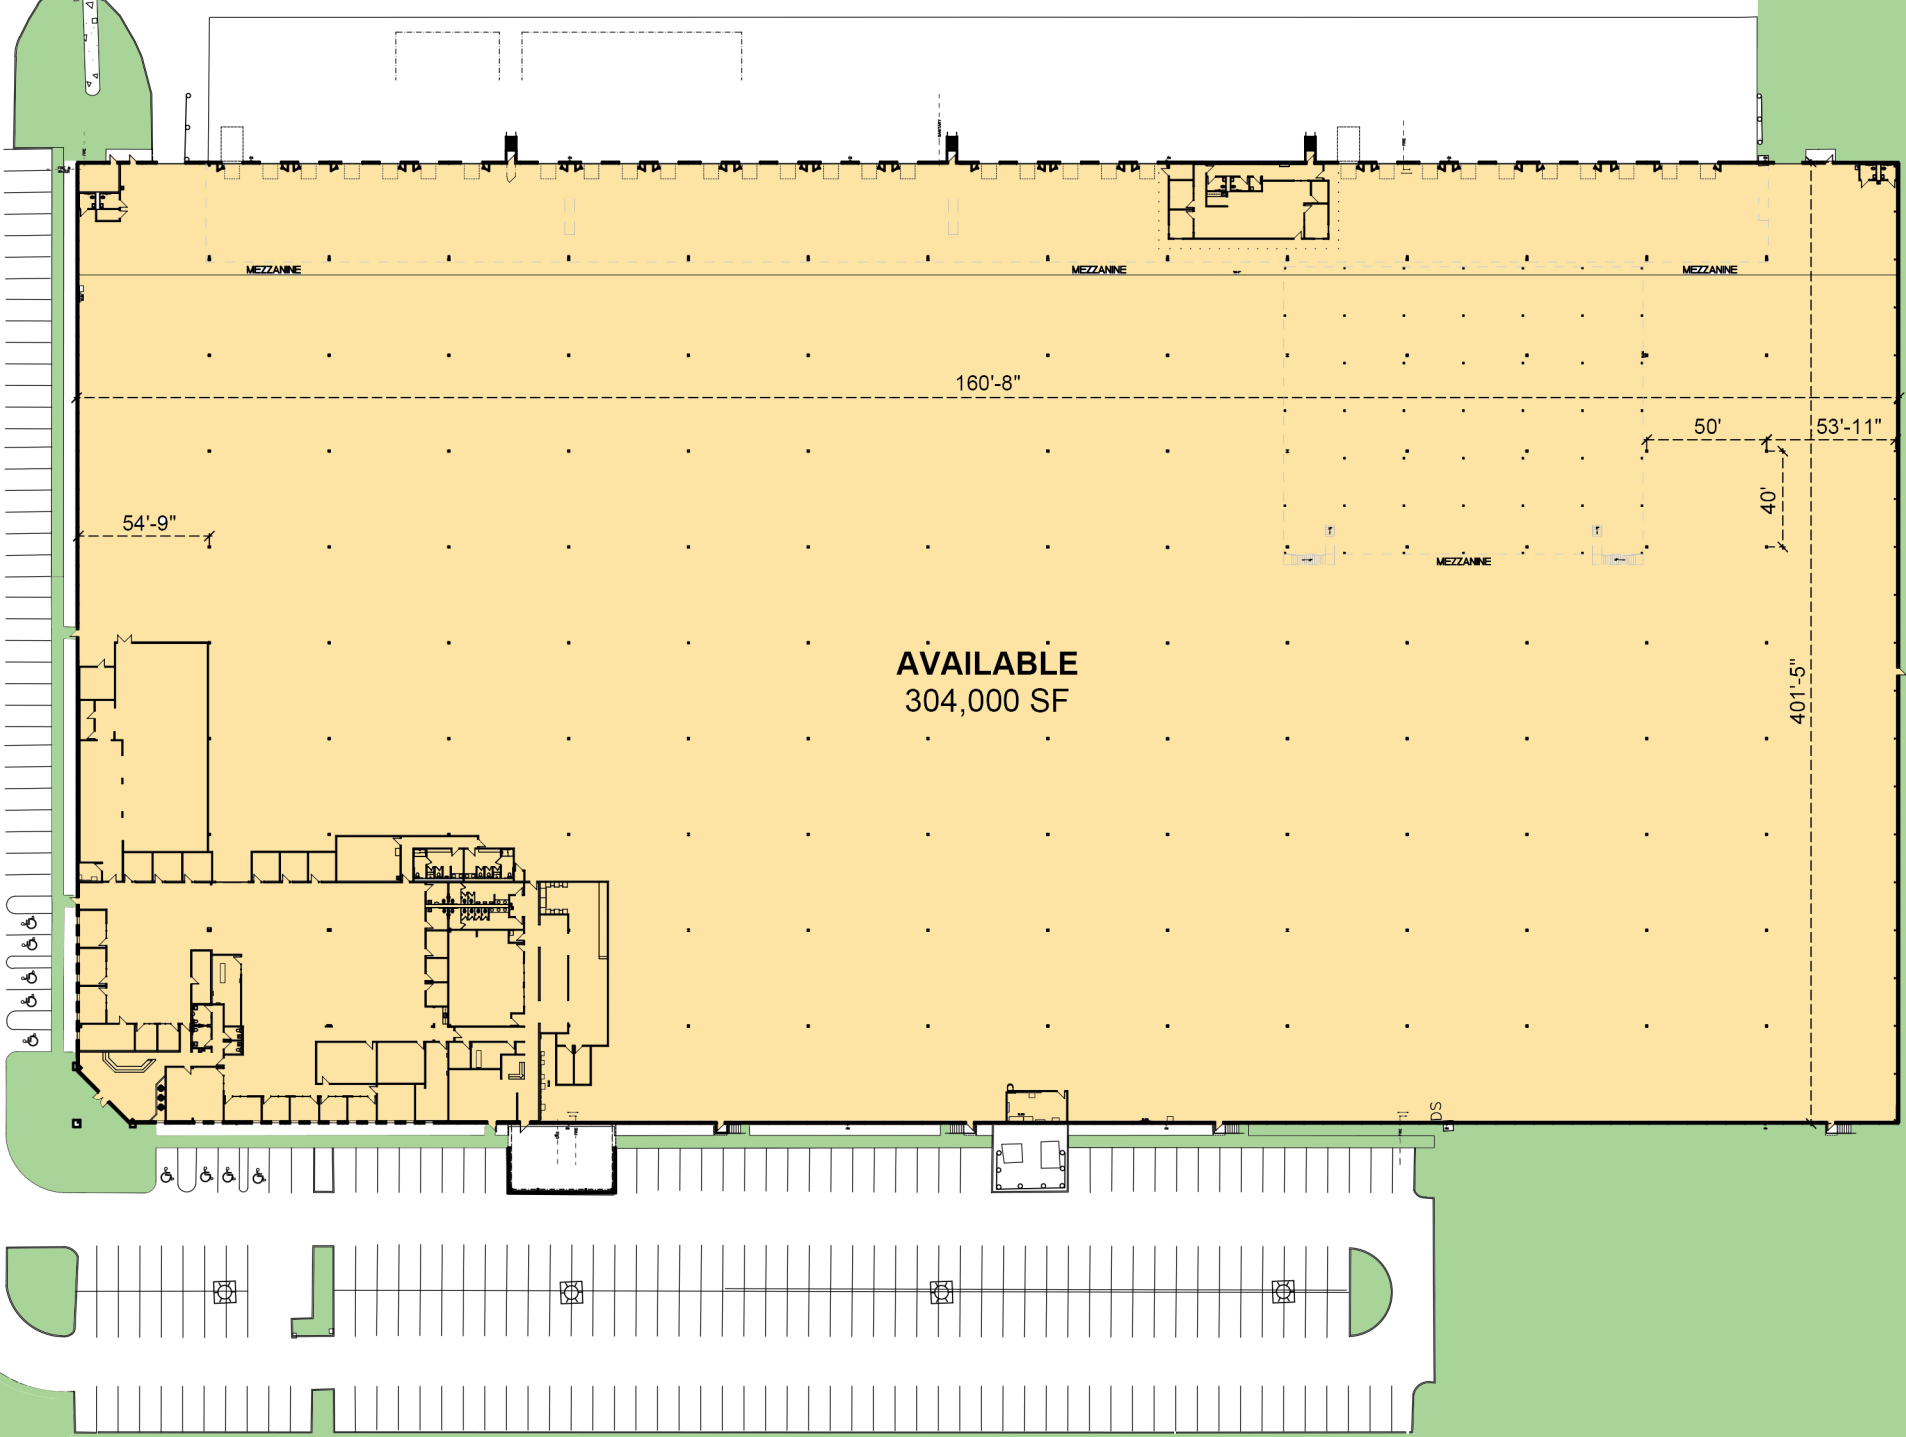 MEZZANINE
MEZZANINE
MEZZANINE
160'-8"
50'
53'-11"
40'
54'-9"
MEZZANINE
AVAILABLE
304,000 SF
401'-5"
DS